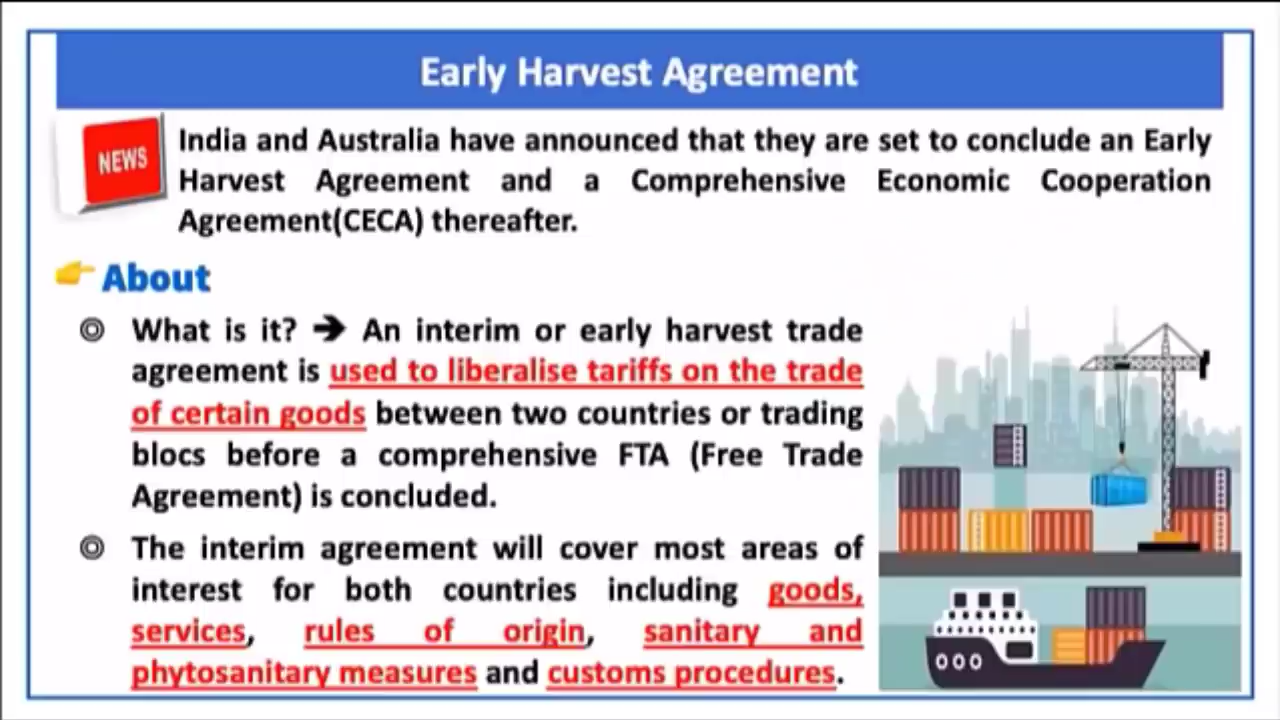 Early Harvest Agreement
NEWS
India and Australia have announced that they are set to conclude an Early
Harvest Agreement and a Comprehensive Economic Cooperation
Agreement(CECA) thereafter.
About
What is it? ➔ An interim or early harvest trade
agreement is used to liberalise tariffs on the trade
of certain goods between two countries or trading
blocs before a comprehensive FTA (Free Trade
Agreement) is concluded.
The interim agreement will cover most areas of
interest for both countries including goods,
services, rules of origin, sanitary and
phytosanitary measures and customs procedures.